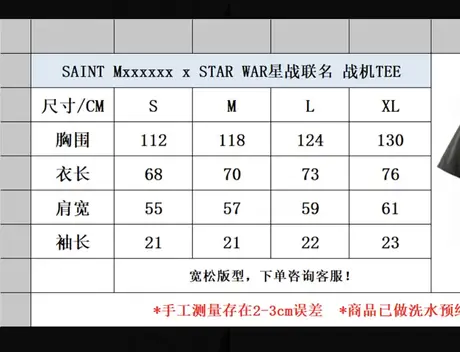 SAINT Mxxxxxx x STAR WAR星战联名 战机TEE
尺寸/CM S M L XL
胸围 112 118 124 130
衣长 68 70 73 76
肩宽 55 57 59 61
袖长 21 21 22 23
宽松版型，下单咨询客服！
*手工测量存在2-3cm误差 *商品已做洗水预缩